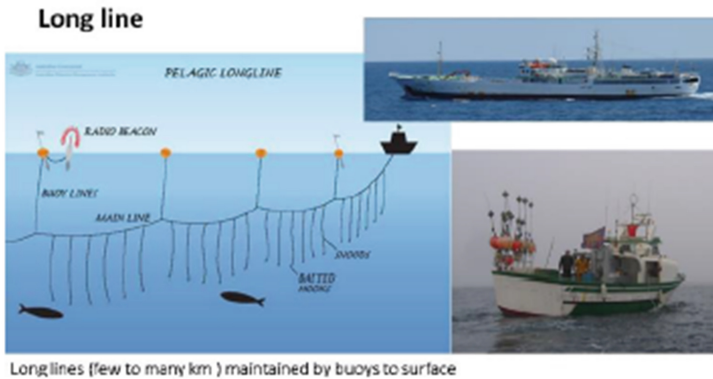 Long line
PELAGIC LONGLINE
RADIO BEACON
BUOY LINES
MAIN LINE
SNOODS
BAITED
HOOKS
Long lines (few to many km ) maintained by buoys to surface